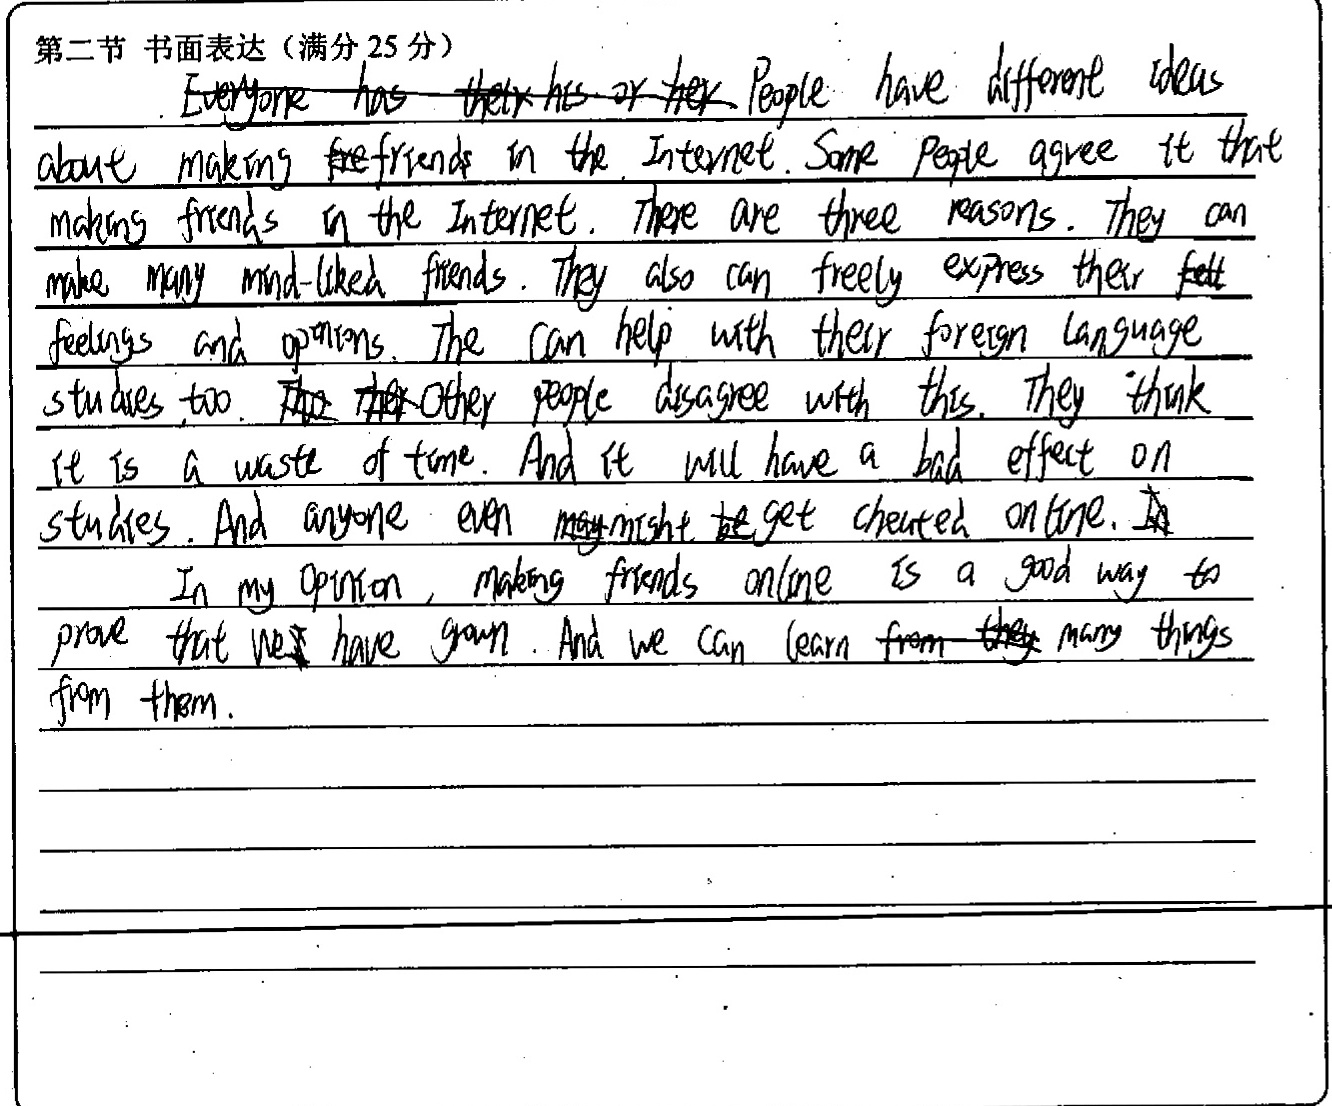 第二节 书面表达（满分 25 分）
Everyone has their his or her People have different ideas
about making fre friends in the Internet. Some people agree it that
making friends in the Internet. There are three reasons. They can
make many mind-liked friends. They also can freely express their felt
feelings and opinions. The can help with their foreign language
studies too. The Ther Other people disagree with this. They think
it is a waste of time. And it will have a bad effect on
studies. And anyone even may might be get cheated online. In
In my opinion, making friends online is a good way to
prove that we have grown. And we can learn from they many things
from them.